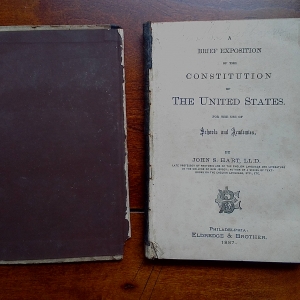 A
BRIEF EXPOSITION
OF THE
CONSTITUTION
OF
THE UNITED STATES.
FOR THE USE OF
Schools and Academies,
BY
JOHN S. HART, LL.D.
PHILADELPHIA:
ELDREDGE & BROTHER,
1887.